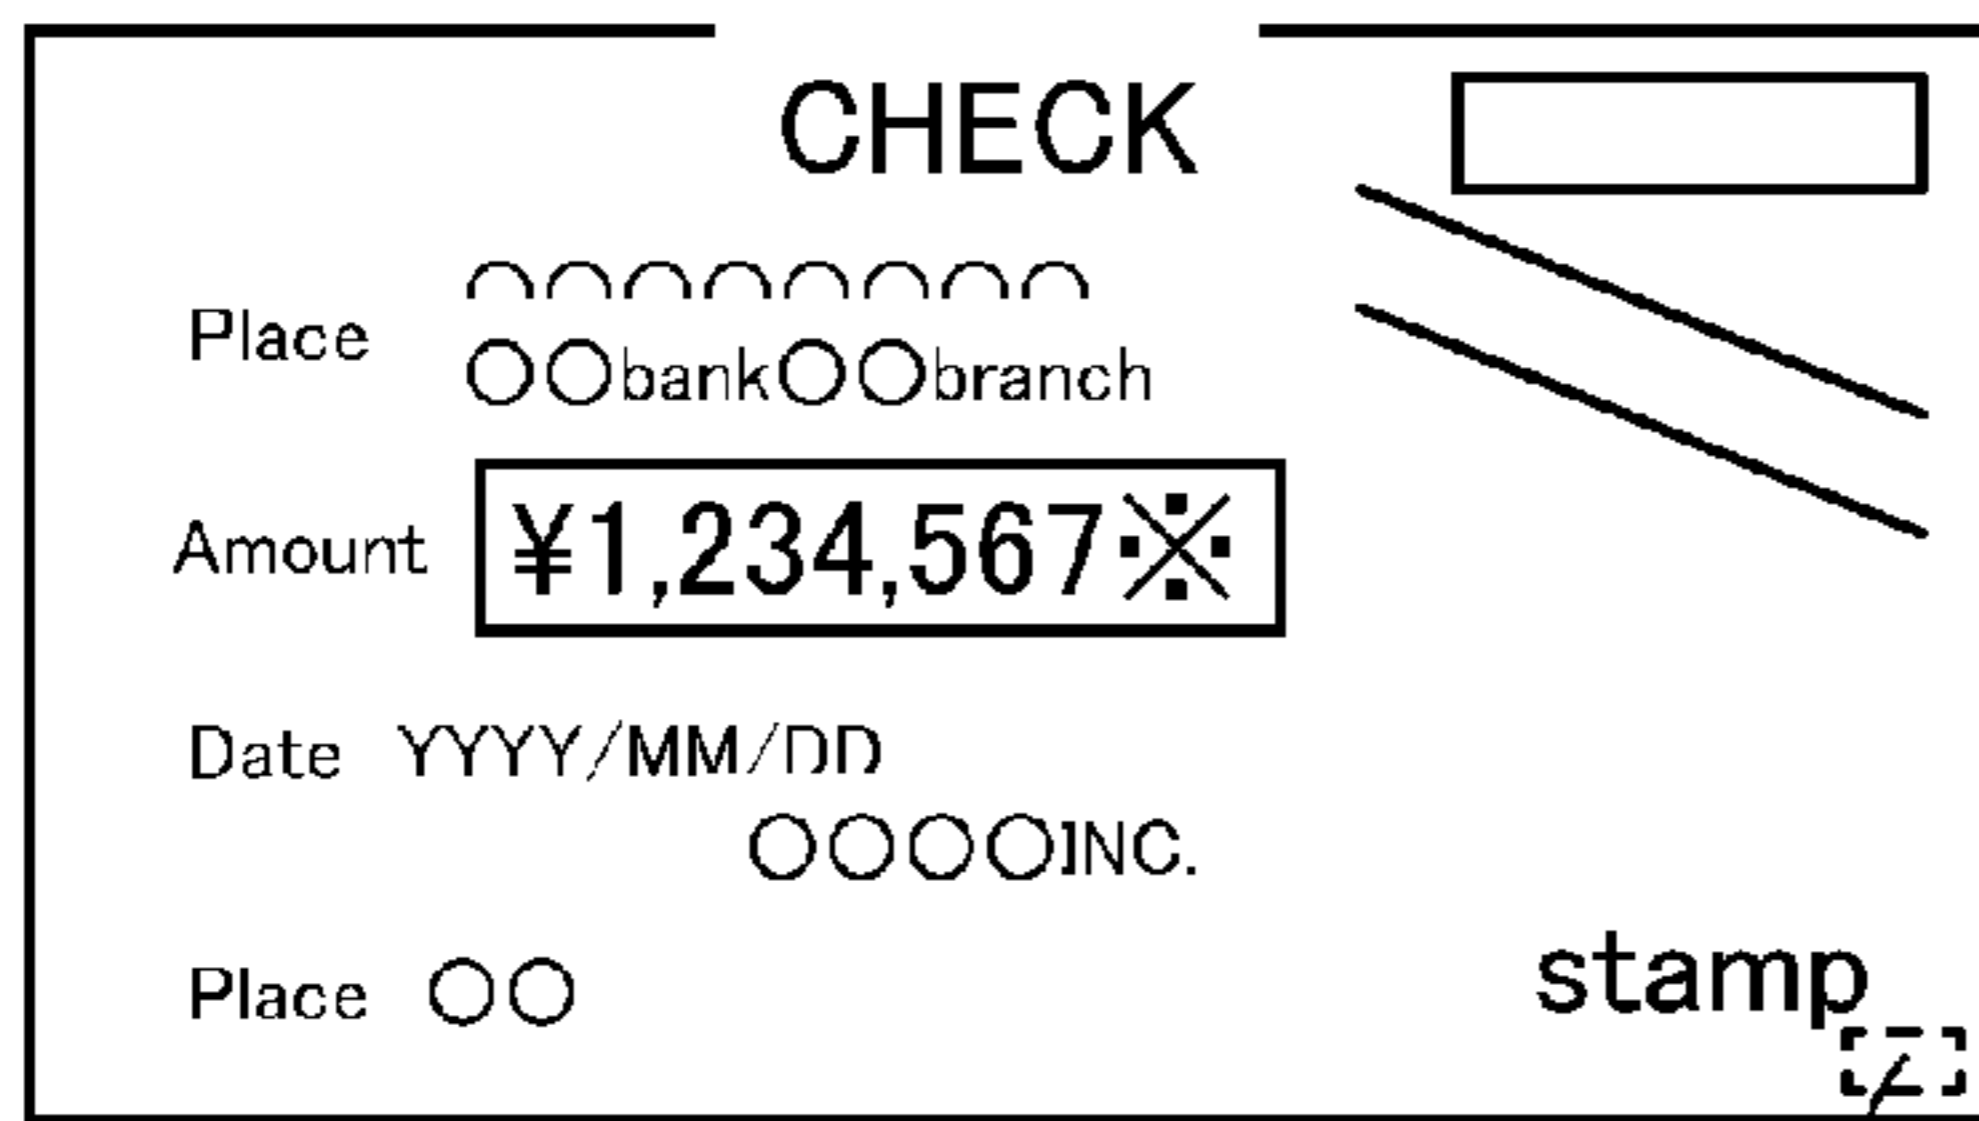 CHECK
Place
○○bank○○branch
Amount ¥1,234,567※
Date YYYY/MM/DD
○○○○INC.
Place ○○
stamp